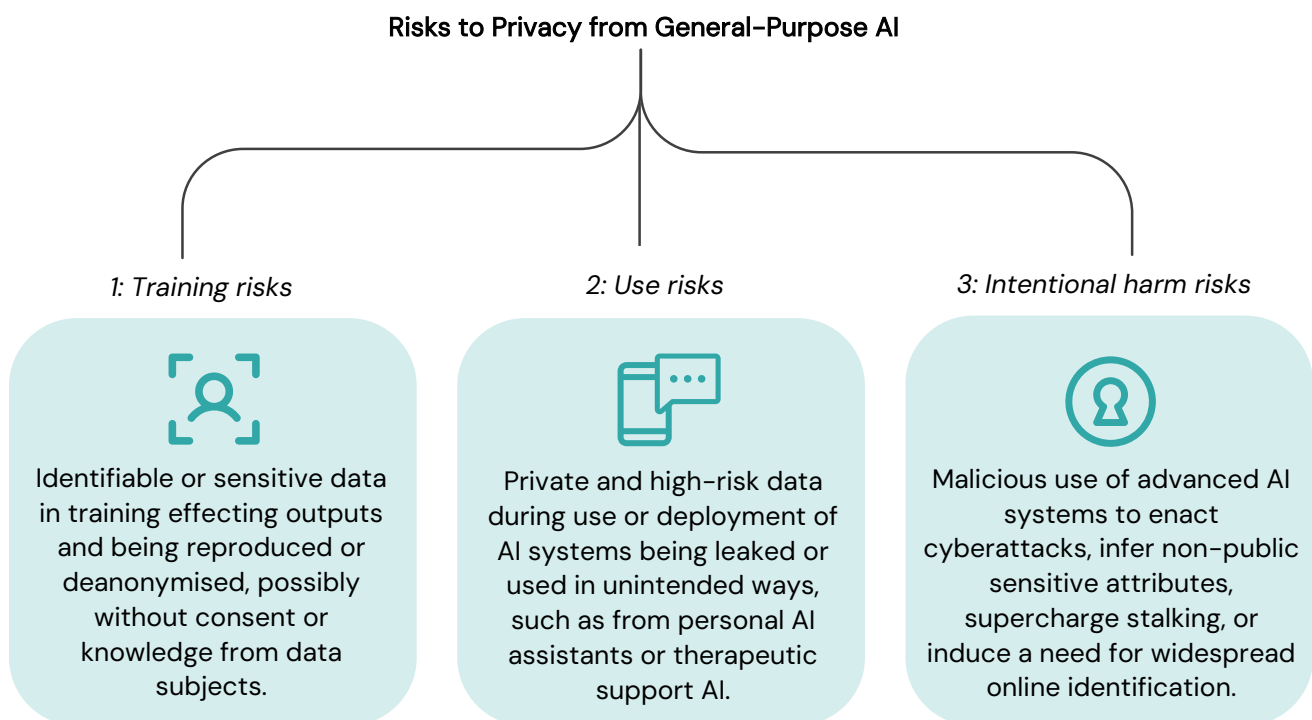 Risks to Privacy from General-Purpose AI
1: Training risks
Identifiable or sensitive data
in training effecting outputs
and being reproduced or
deanonymised, possibly
without consent or
knowledge from data
subjects.
2: Use risks
Private and high-risk data
during use or deployment of
AI systems being leaked or
used in unintended ways,
such as from personal AI
assistants or therapeutic
support AI.
3: Intentional harm risks
Malicious use of advanced AI
systems to enact
cyberattacks, infer non-public
sensitive attributes,
supercharge stalking, or
induce a need for widespread
online identification.